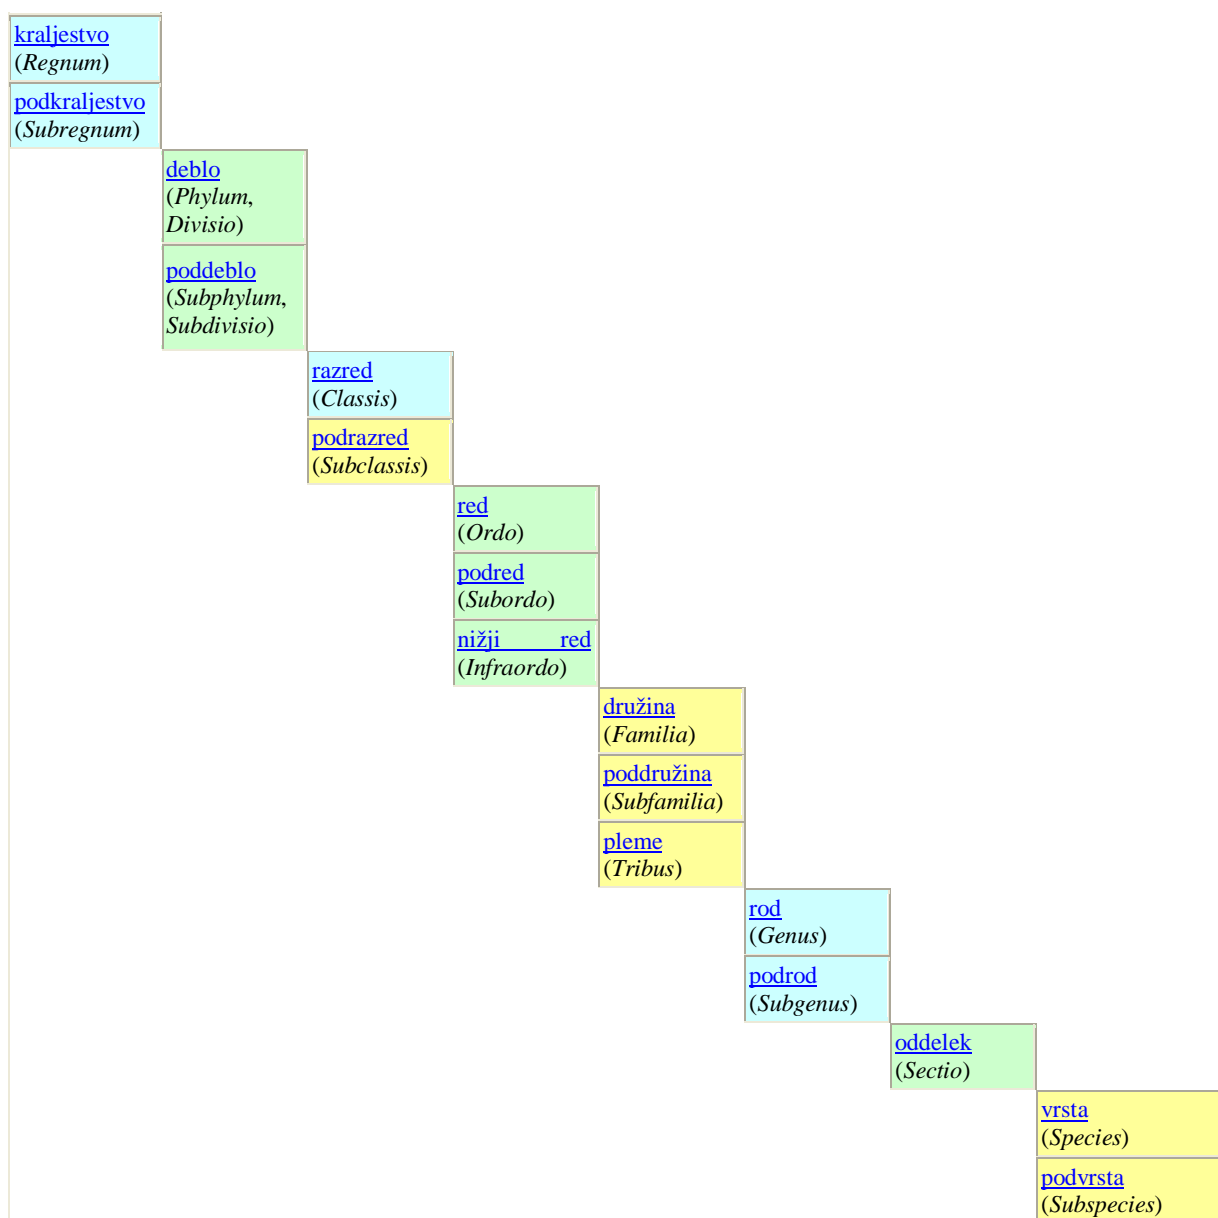 kraljestvo
(Regnum)
podkraljestvo
(Subregnum)
deblo
(Phylum,
Divisio)
poddeblo
(Subphylum,
Subdivisio)
razred
(Classis)
podrazred
(Subclassis)
red
(Ordo)
podred
(Subordo)
nižji red
(Infraordo)
družina
(Familia)
poddružina
(Subfamilia)
pleme
(Tribus)
rod
(Genus)
podrod
(Subgenus)
oddelek
(Sectio)
vrsta
(Species)
podvrsta
(Subspecies)